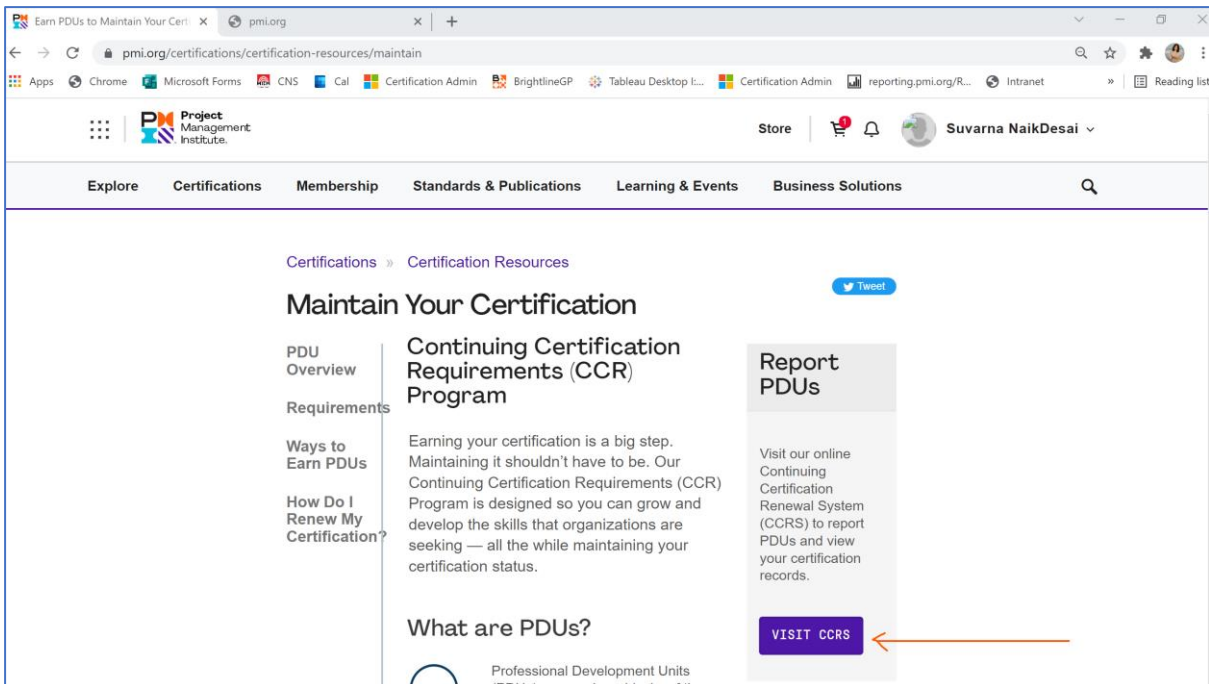 Earn PDUs to Maintain Your Cert
pmi.org
pmi.org/certifications/certification-resources/maintain
Apps Chrome Microsoft Forms CNS Cal Certification Admin BrightlineGP Tableau Desktop I:... Certification Admin reporting.pmi.org/R... Intranet » Reading list
Project
Management
Institute.
Store 1 Suvarna NaikDesai
Explore Certifications Membership Standards & Publications Learning & Events Business Solutions
Certifications » Certification Resources
Tweet
Maintain Your Certification
PDU
Overview
Requirements
Ways to
Earn PDUs
How Do I
Renew My
Certification?
Continuing Certification
Requirements (CCR)
Program
Earning your certification is a big step.
Maintaining it shouldn't have to be. Our
Continuing Certification Requirements (CCR)
Program is designed so you can grow and
develop the skills that organizations are
seeking — all the while maintaining your
certification status.
What are PDUs?
Professional Development Units
Report
PDUs
Visit our online
Continuing
Certification
Renewal System
(CCRS) to report
PDUs and view
your certification
records.
VISIT CCRS